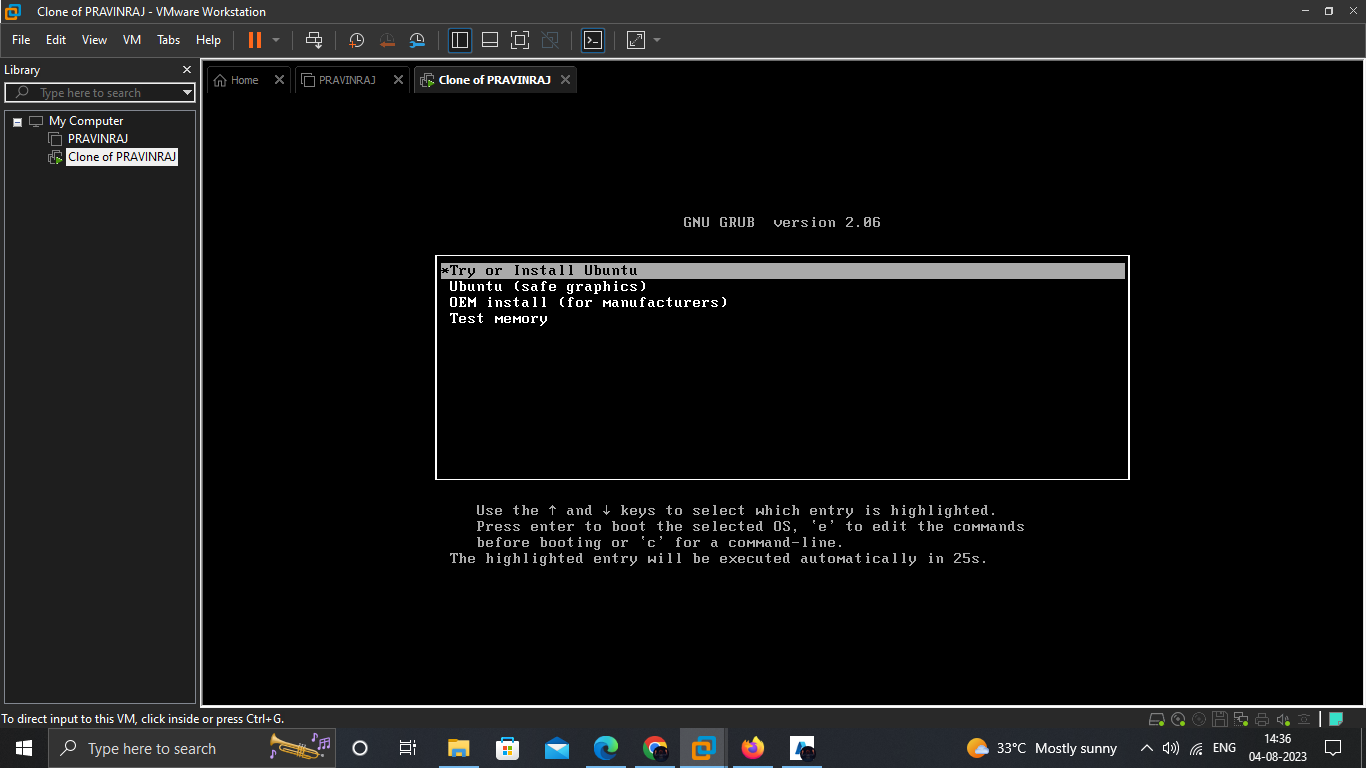 Clone of PRAVINRAJ - VMware Workstation
File Edit View VM Tabs Help
Library
Type here to search
My Computer
PRAVINRAJ
Clone of PRAVINRAJ
Home PRAVINRAJ Clone of PRAVINRAJ
GNU GRUB version 2.06
*Try or Install Ubuntu
Ubuntu (safe graphics)
OEM install (for manufacturers)
Test memory
Use the ↑ and ↓ keys to select which entry is highlighted.
Press enter to boot the selected OS, `e' to edit the commands
before booting or `c' for a command-line.
The highlighted entry will be executed automatically in 25s.
To direct input to this VM, click inside or press Ctrl+G.
Type here to search
33°C Mostly sunny
ENG
14:36
04-08-2023